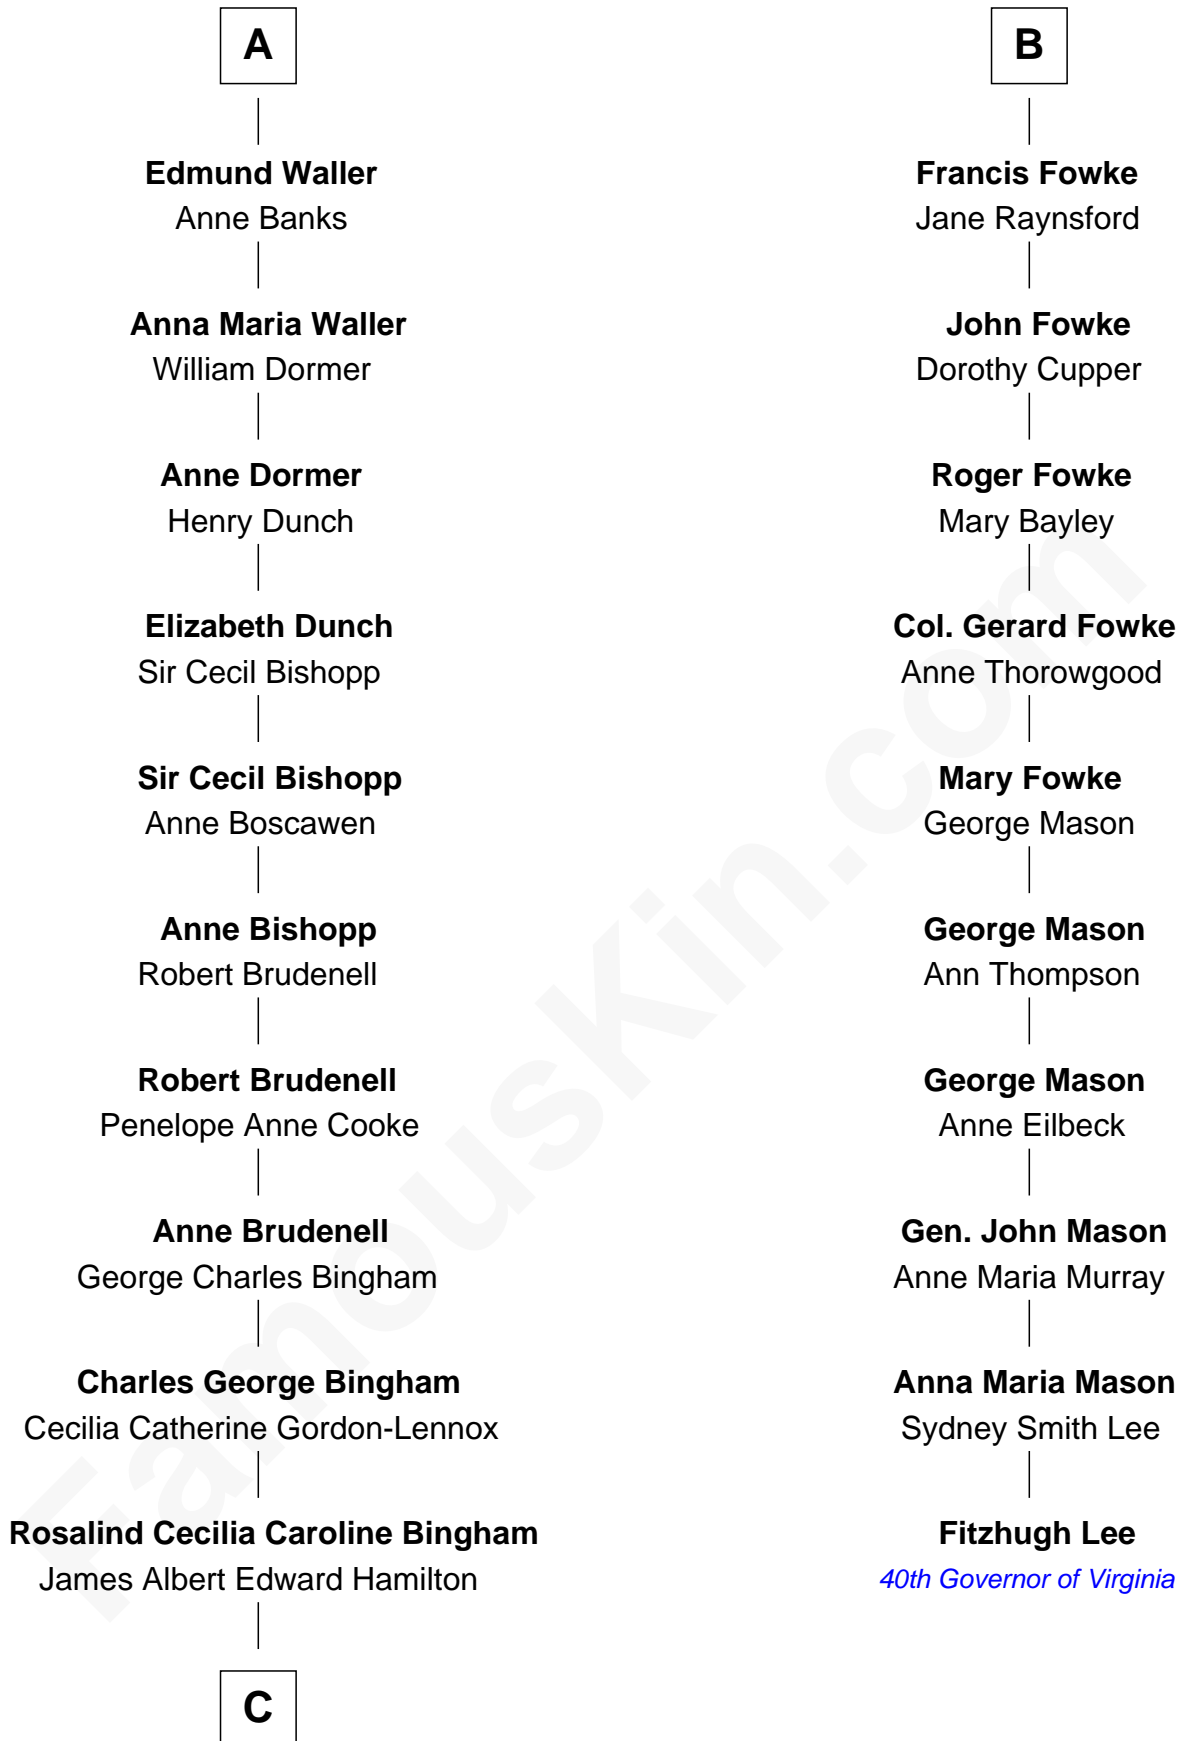 A
Edmund Waller
Anne Banks
Anna Maria Waller
William Dormer
Anne Dormer
Henry Dunch
Elizabeth Dunch
Sir Cecil Bishopp
Sir Cecil Bishopp
Anne Boscawen
Anne Bishopp
Robert Brudenell
Robert Brudenell
Penelope Anne Cooke
Anne Brudenell
George Charles Bingham
Charles George Bingham
Cecilia Catherine Gordon-Lennox
Rosalind Cecilia Caroline Bingham
James Albert Edward Hamilton
C
B
Francis Fowke
Jane Raynsford
John Fowke
Dorothy Cupper
Roger Fowke
Mary Bayley
Col. Gerard Fowke
Anne Thorowgood
Mary Fowke
George Mason
George Mason
Ann Thompson
George Mason
Anne Eilbeck
Gen. John Mason
Anne Maria Murray
Anna Maria Mason
Sydney Smith Lee
Fitzhugh Lee
40th Governor of Virginia
FamousKin.com